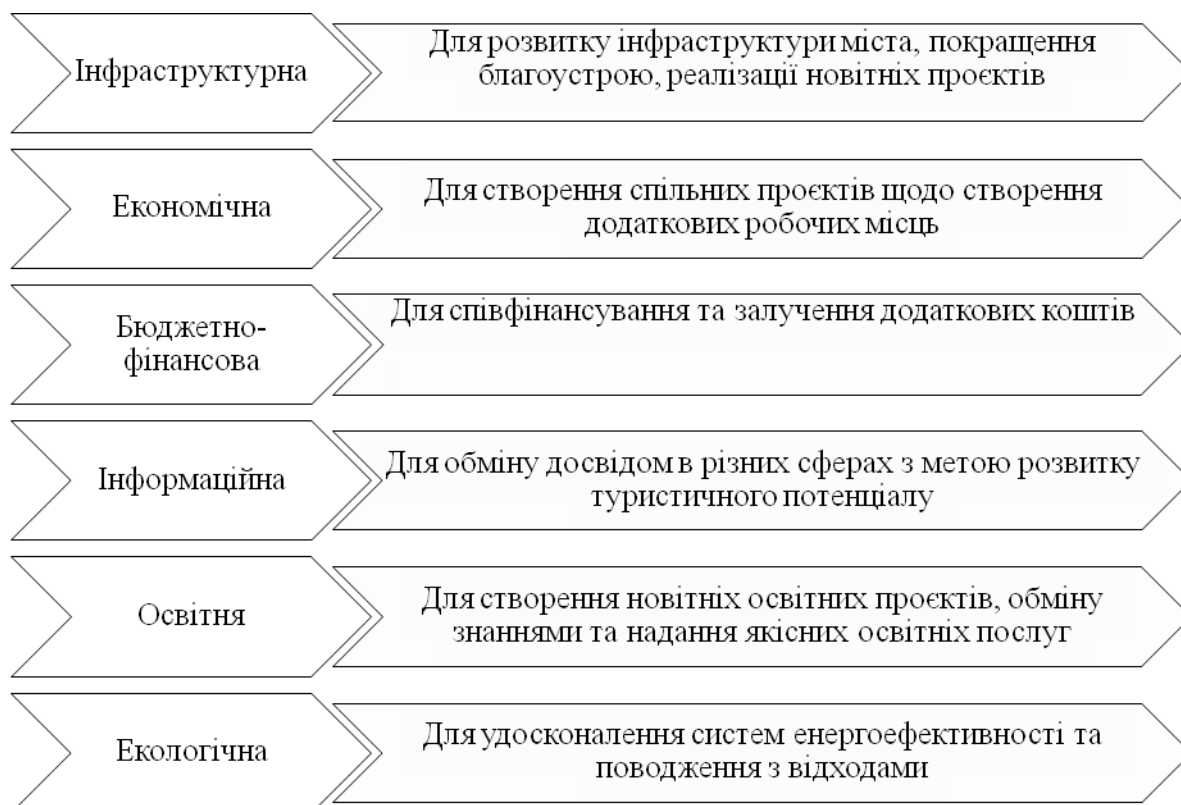 Інфраструктурна
Для розвитку інфраструктури міста, покращення
благоустрою, реалізації новітніх проєктів
Економічна
Для створення спільних проєктів щодо створення
додаткових робочих місць
Бюджетно-
фінансова
Для співфінансування та залучення додаткових коштів
Інформаційна
Для обміну досвідом в різних сферах з метою розвитку
туристичного потенціалу
Освітня
Для створення новітніх освітних проєктів, обміну
знаннями та надання якісних освітніх послуг
Екологічна
Для удосконалення систем енергоефективності та
поводження з відходами